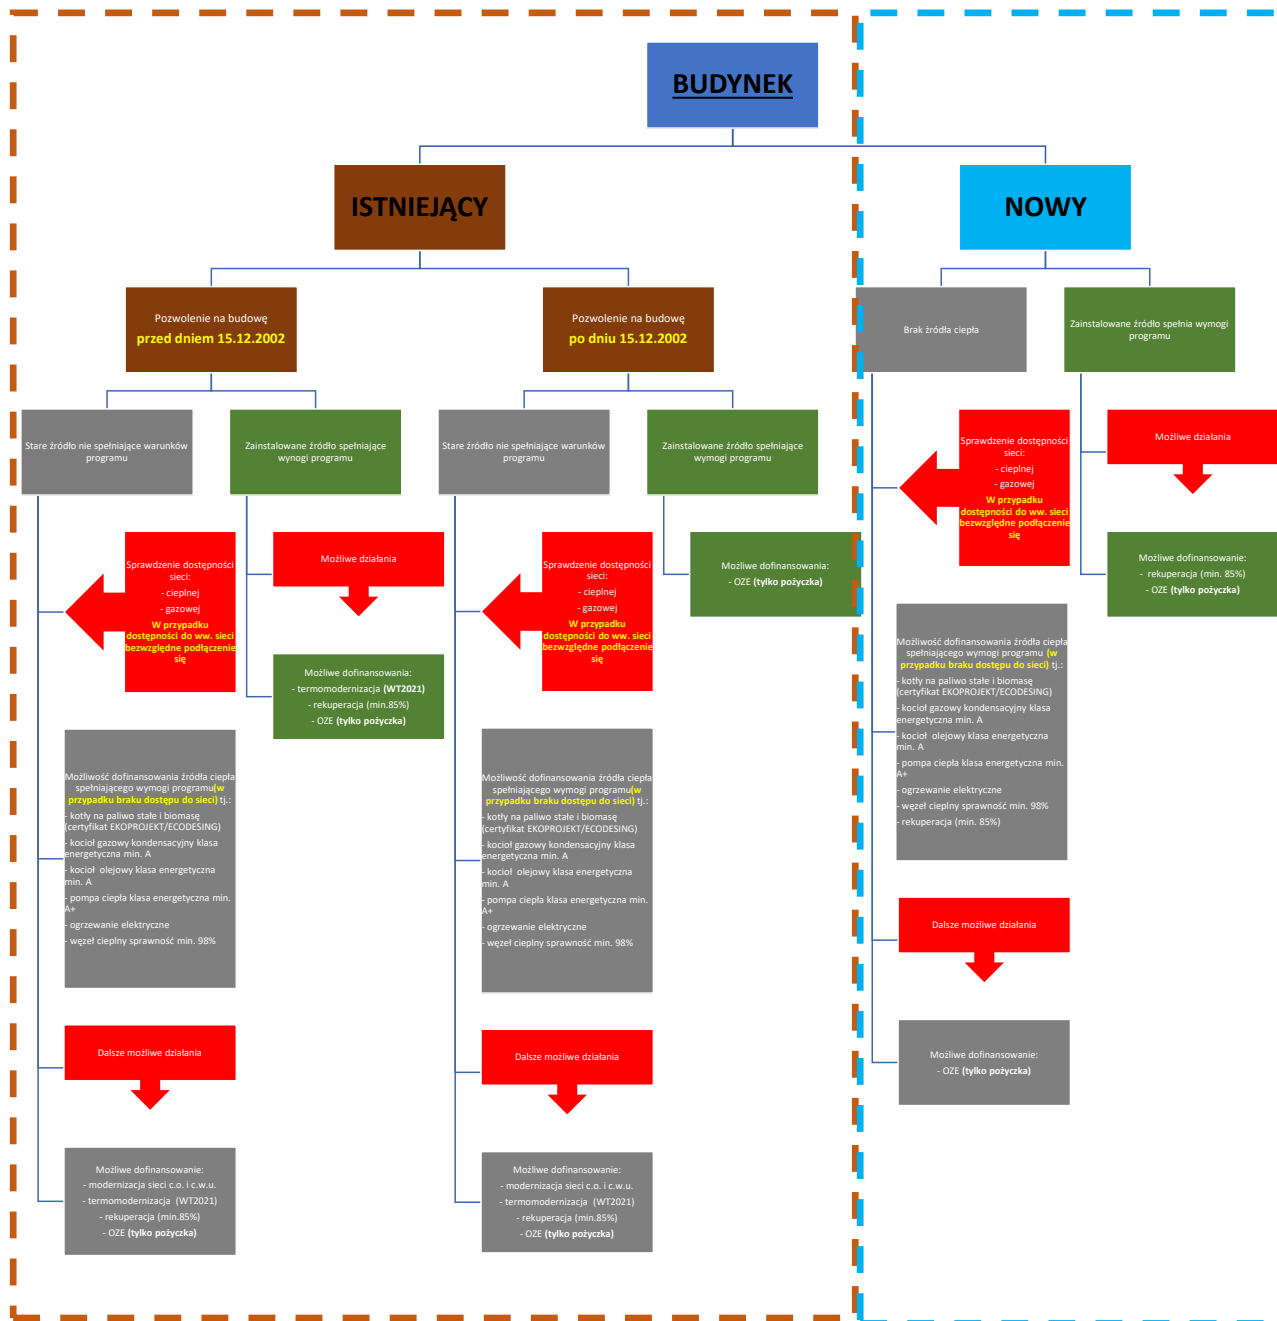 BUDYNEK
ISTNIEJĄCY
NOWY
Pozwolenie na budowę
przed dniem 15.12.2002
Pozwolenie na budowę
po dniu 15.12.2002
Brak źródła ciepła
Zainstalowane źródło spełnia wymogi
programu
Stare źródło nie spełniające warunków
programu
Zainstalowane źródło spełniające
wynogi programu
Stare źródło nie spełniające warunków
programu
Zainstalowane źródło spełniające
wymogi programu
Sprawdzenie dostępności
sieci:
- cieplnej
- gazowej
W przypadku
dostępności do ww. sieci
bezwzględne podłączenie
się
Możliwe działania
Sprawdzenie dostępności
sieci:
- cieplnej
- gazowej
W przypadku
dostępności do ww. sieci
bezwzględne podłączenie
się
Możliwe działania
Sprawdzenie dostępności
sieci:
- cieplnej
- gazowej
W przypadku
dostępności do ww. sieci
bezwzględne podłączenie
się
Możliwe dofinansowania:
- OZE (tylko pożyczka)
Możliwe dofinansowanie:
- rekuperacja (min. 85%)
- OZE (tylko pożyczka)
Możliwe dofinansowania:
- termomodernizacja (WT2021)
- rekuperacja (min.85%)
- OZE (tylko pożyczka)
Możliwość dofinansowania źródła ciepła
spełniającego wymogi programu (w
przypadku braku dostępu do sieci) tj.:
- kotły na paliwo stałe i biomasę
(certyfikat EKOPROJEKT/ECODESING)
- kocioł gazowy kondensacyjny klasa
energetyczna min. A
- kocioł olejowy klasa energetyczna
min. A
- pompa ciepła klasa energetyczna min.
A+
- ogrzewanie elektryczne
- węzeł cieplny sprawność min. 98%
- rekuperacja (min. 85%)
Możliwość dofinansowania źródła ciepła
spełniającego wymogi programu(w
przypadku braku dostępu do sieci) tj.:
- kotły na paliwo stałe i biomasę
(certyfikat EKOPROJEKT/ECODESING)
- kocioł gazowy kondensacyjny klasa
energetyczna min. A
- kocioł olejowy klasa energetyczna
min. A
- pompa ciepła klasa energetyczna min.
A+
- ogrzewanie elektryczne
- węzeł cieplny sprawność min. 98%
Możliwość dofinansowania źródła ciepła
spełniającego wymogi programu(w
przypadku braku dostępu do sieci) tj.:
- kotły na paliwo stałe i biomasę
(certyfikat EKOPROJEKT/ECODESING)
- kocioł gazowy kondensacyjny klasa
energetyczna min. A
- kocioł olejowy klasa energetyczna
min. A
- pompa ciepła klasa energetyczna min.
A+
- ogrzewanie elektryczne
- węzeł cieplny sprawność min. 98%
Dalsze możliwe działania
Dalsze możliwe działania
Dalsze możliwe działania
Możliwe dofinansowanie:
- OZE (tylko pożyczka)
Możliwe dofinansowanie:
- modernizacja sieci c.o. i c.w.u.
- termomodernizacja (WT2021)
- rekuperacja (min.85%)
- OZE (tylko pożyczka)
Możliwe dofinansowanie:
- modernizacja sieci c.o. i c.w.u.
- termomodernizacja (WT2021)
- rekuperacja (min.85%)
- OZE (tylko pożyczka)